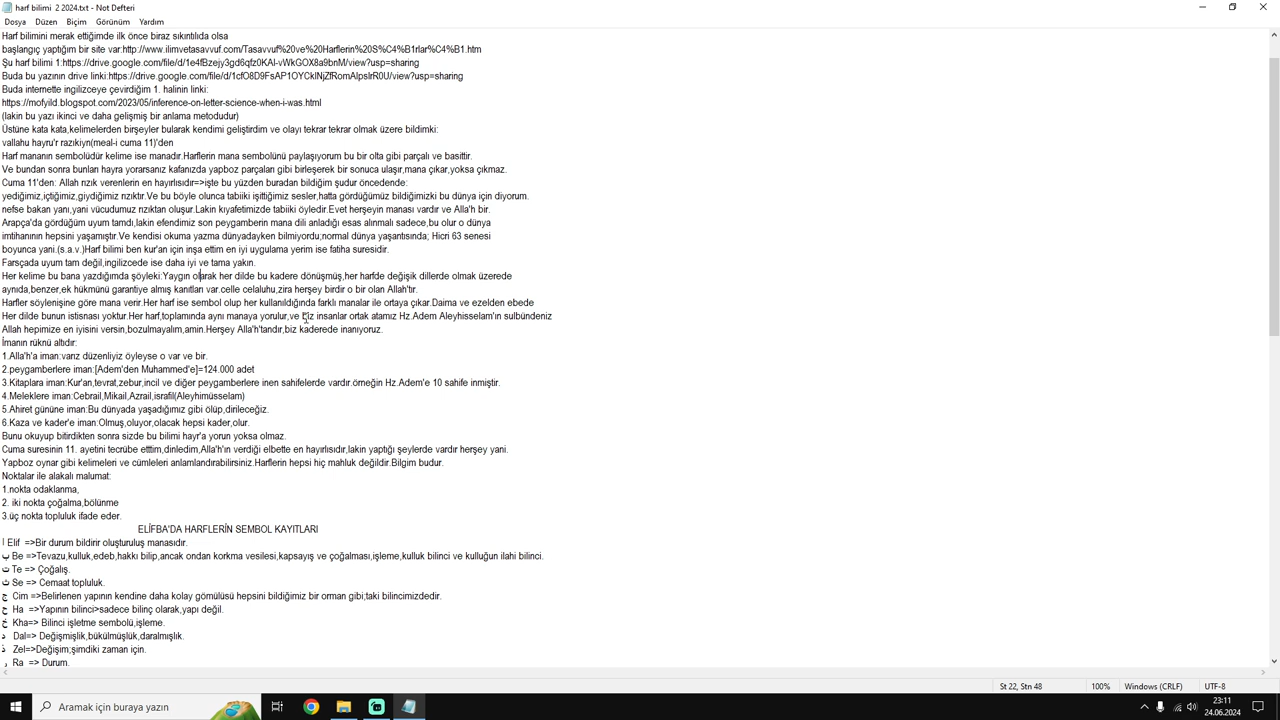 harf bilimi  2 2024.txt - Not Defteri
Dosya Düzen Biçim Görünüm Yardım
Harf bilimini merak ettiğimde ilk önce biraz sıkıntılıda olsa
başlangıç yaptığım bir site var:http://www.ilimvetasavvuf.com/Tasavvuf%20ve%20Harflerin%20S%C4%B1rlar%C4%B1.htm
Şu harf bilimi 1:https://drive.google.com/file/d/1e4fBzejy3gd6qfz0KAl-vWkGOX8a9bnM/view?usp=sharing
Buda bu yazının drive linki:https://drive.google.com/file/d/1cfO8D9FsAP1OYCkINjZfRomAlpslrR0U/view?usp=sharing
Buda internette ingilizceye çevirdiğim 1. halinin linki:
https://mofyild.blogspot.com/2023/05/inference-on-letter-science-when-i-was.html
(lakin bu yazı ikinci ve daha gelişmiş bir anlama metodudur)
Üstüne kata kata,kelimelerden birşeyler bularak kendimi geliştirdim ve olayı tekrar tekrar olmak üzere bildimki:
vallahu hayru'r razıkiyn(meal-i cuma 11)'den
Harf mananın sembolüdür kelime ise manadır.Harflerin mana sembolünü paylaşıyorum bu bir olta gibi parçalı ve basittir.
Ve bundan sonra bunları hayra yorarsanız kafanızda yapboz parçaları gibi birleşerek bir sonuca ulaşır,mana çıkar,yoksa çıkmaz.
Cuma 11'den: Allah rızık verenlerin en hayırlısıdır=>işte bu yüzden buradan bildiğim şudur öncedende:
yediğimiz,içtiğimiz,giydiğimiz rızıktır.Ve bu böyle olunca tabiiki işittiğimiz sesler,hatta gördüğümüz bildiğimizki bu dünya için diyorum.
nefse bakan yanı,yani vücudumuz rızıktan oluşur.Lakin kıyafetimizde tabiiki öyledir.Evet herşeyin manası vardır ve Alla'h bir.
Arapça'da gördüğüm uyum tamdı,lakin efendimiz son peygamberin mana dili anladığı esas alınmalı sadece,bu olur o dünya
imtihanının hepsini yaşamıştır.Ve kendisi okuma yazma dünyadayken bilmiyordu;normal dünya yaşantısında; Hicri 63 senesi
boyunca yani.(s.a.v.)Harf bilimi ben kur'an için inşa ettim en iyi uygulama yerim ise fatiha suresidir.
Farsçada uyum tam değil,ingilizcede ise daha iyi ve tama yakın.
Her kelime bu bana yazdığımda şöyleki:Yaygın olarak her dilde bu kadere dönüşmüş,her harfde değişik dillerde olmak üzerede
aynıda,benzer,ek hükmünü garantiye almış kanıtları var.celle celaluhu,zira herşey birdir o bir olan Allah'tır.
Harfler söylenişine göre mana verir.Her harf ise sembol olup her kullanıldığında farklı manalar ile ortaya çıkar.Daima ve ezelden ebede
Her dilde bunun istisnası yoktur.Her harf,toplamında aynı manaya yorulur,ve biz insanlar ortak atamız Hz.Adem Aleyhisselam'ın sulbündeniz
Allah hepimize en iyisini versin,bozulmayalım,amin.Herşey Alla'h'tandır,biz kaderede inanıyoruz.
İmanın rüknü altıdır:
1.Alla'h'a iman:varız düzenliyiz öyleyse o var ve bir.
2.peygamberlere iman:[Adem'den Muhammed'e]=124.000 adet
3.Kitaplara iman:Kur'an,tevrat,zebur,incil ve diğer peygamberlere inen sahifelerde vardır.örneğin Hz.Adem'e 10 sahife inmiştir.
4.Meleklere iman:Cebrail,Mikail,Azrail,israfil(Aleyhimüsselam)
5.Ahiret gününe iman:Bu dünyada yaşadığımız gibi ölüp,dirileceğiz.
6.Kaza ve kader'e iman:Olmuş,oluyor,olacak hepsi kader,olur.
Bunu okuyup bitirdikten sonra sizde bu bilimi hayr'a yorun yoksa olmaz.
Cuma suresinin 11. ayetini tecrübe etttim,dinledim,Alla'h'ın verdiği elbette en hayırlısıdır,lakin yaptığı şeylerde vardır herşey yani.
Yapboz oynar gibi kelimeleri ve cümleleri anlamlandırabilirsiniz.Harflerin hepsi hiç mahluk değildir.Bilgim budur.
Noktalar ile alakalı malumat:
1.nokta odaklanma,
2. iki nokta çoğalma,bölünme
3.üç nokta topluluk ifade eder.
ELİFBA'DA HARFLERİN SEMBOL KAYITLARI
ا Elif  =>Bir durum bildirir oluşturuluş manasıdır.
ب Be =>Tevazu,kulluk,edeb,hakkı bilip,ancak ondan korkma vesilesi,kapsayış ve çoğalması,işleme,kulluk bilinci ve kulluğun ilahi bilinci.
ت Te => Çoğalış.
ث Se => Cemaat topluluk.
ج Cim =>Belirlenen yapının kendine daha kolay gömülüsü hepsini bildiğimiz bir orman gibi;taki bilincimizdedir.
ح Ha  =>Yapının bilinci>sadece bilinç olarak,yapı değil.
خ Kha=> Bilinci işletme sembolü,işleme.
د Dal=> Değişmişlik,bükülmüşlük,daralmışlık.
ذ Zel=>Değişim;şimdiki zaman için.
ر Ra  => Durum.
St 22, Stn 48 100% Windows (CRLF) UTF-8
Aramak için buraya yazın
23:11
24.06.2024